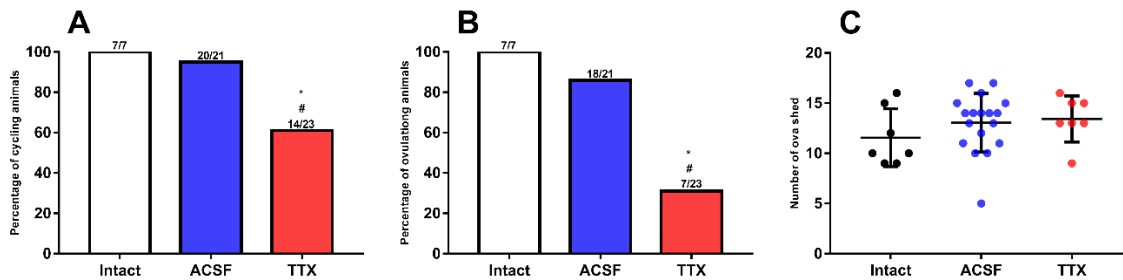 A
Percentage of cycling animals
100
80
60
40
20
0
7/7
20/21
*
#
14/23
Intact
ACSF
TTX
B
Percentage of ovulationg animals
100
80
60
40
20
0
7/7
18/21
*
#
7/23
Intact
ACSF
TTX
C
Number of ova shed
20
15
10
5
0
Intact
ACSF
TTX